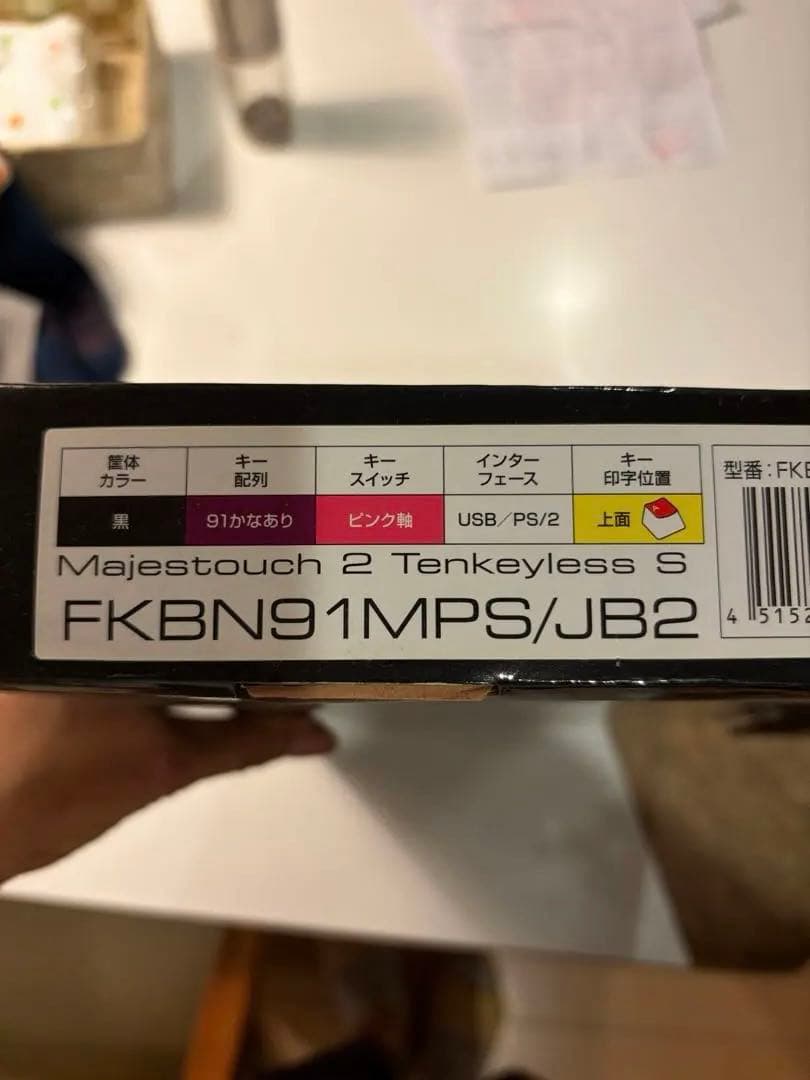 筐体
カラー
キー
配列
キー
スイッチ
インター
フェース
キー
印字位置
黒
91かなあり
ピンク軸
USB／PS/2
上面
Majestouch 2 Tenkeyless S
FKBN91MPS/JB2
型番：FKB
4 5152